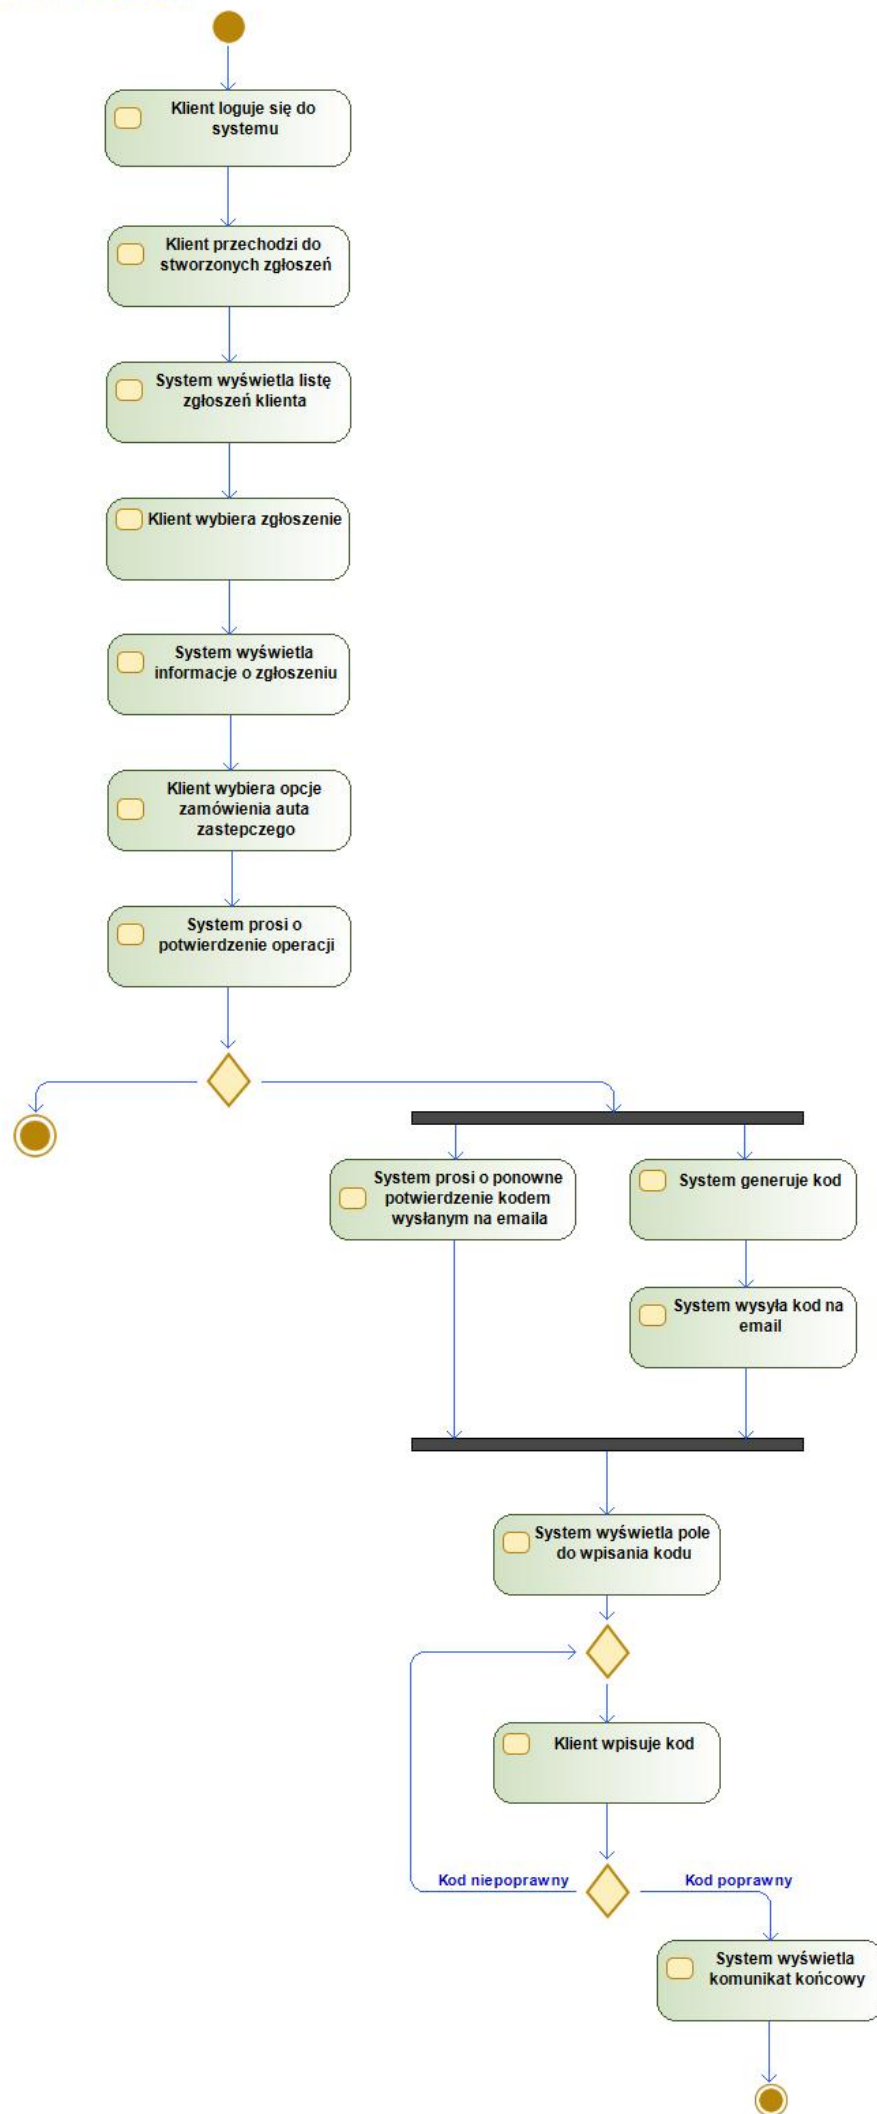 Klient loguje się do
systemu
Klient przechodzi do
stworzonych zgłoszeń
System wyświetla listę
zgłoszeń klienta
Klient wybiera zgłoszenie
System wyświetla
informacje o zgłoszeniu
Klient wybiera opcje
zamówienia auta
zastepczego
System prosi o
potwierdzenie operacji
System prosi o ponowne
potwierdzenie kodem
wysłanym na emaila
System generuje kod
System wysyła kod na
email
System wyświetla pole
do wpisania kodu
Klient wpisuje kod
Kod niepoprawny
Kod poprawny
System wyświetla
komunikat końcowy